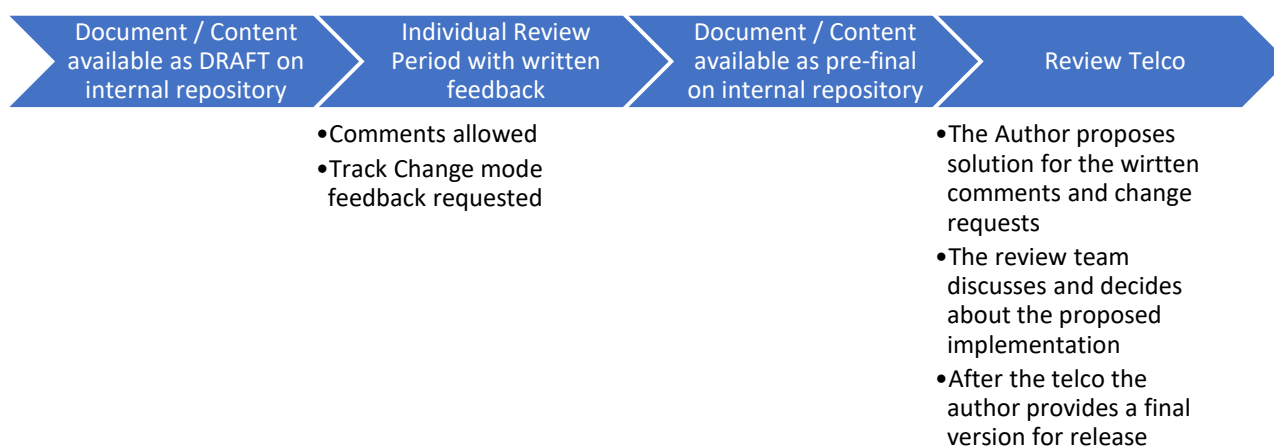 Document / Content
available as DRAFT on
internal repository
Individual Review
Period with written
feedback
•Comments allowed
•Track Change mode
feedback requested
Document / Content
available as pre-final
on internal repository
Review Telco
•The Author proposes
solution for the wirtten
comments and change
requests
•The review team
discusses and decides
about the proposed
implementation
•After the telco the
author provides a final
version for release